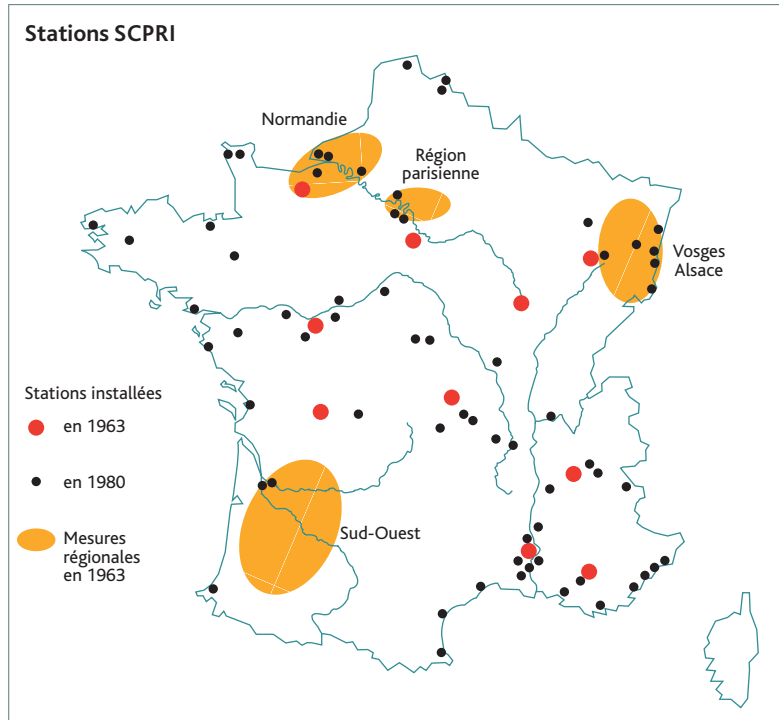 Stations SCPRI
Normandie
Région
parisienne
Vosges
Alsace
Stations installées
en 1963
en 1980
Mesures
régionales
en 1963
Sud-Ouest